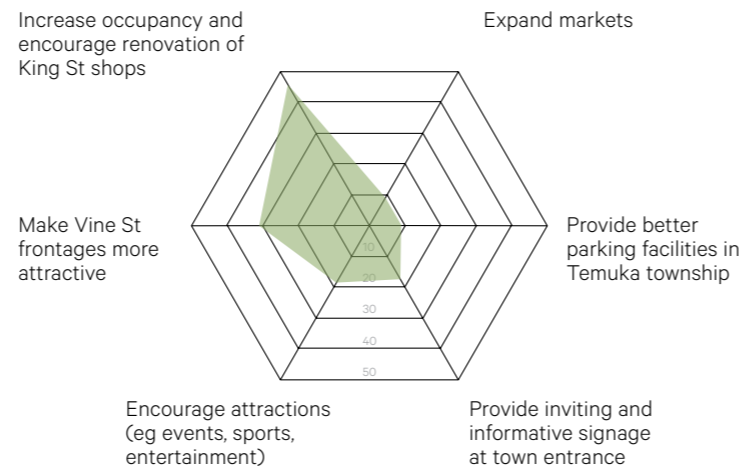 Increase occupancy and
encourage renovation of
King St shops
Expand markets
Make Vine St
frontages more
attractive
Provide better
parking facilities in
Temuka township
10
20
30
40
50
Encourage attractions
(eg events, sports,
entertainment)
Provide inviting and
informative signage
at town entrance